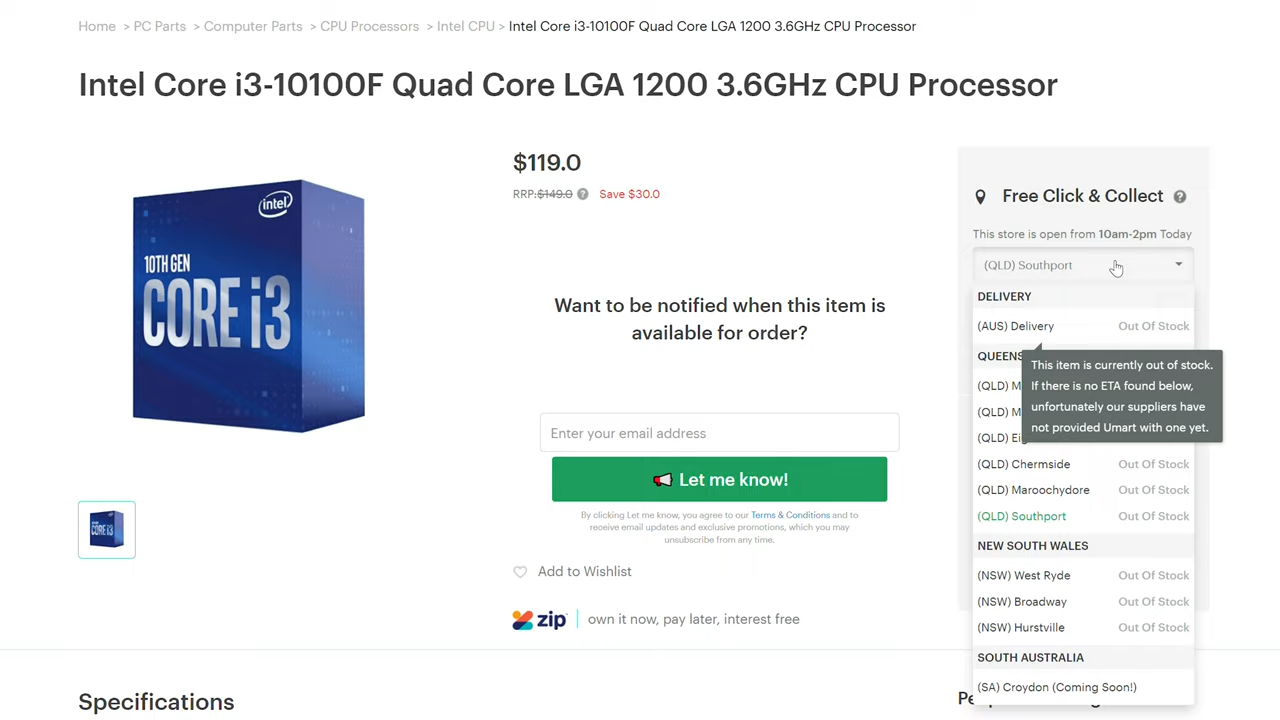 Home > PC Parts > Computer Parts > CPU Processors > Intel CPU > Intel Core i3-10100F Quad Core LGA 1200 3.6GHz CPU Processor
Intel Core i3-10100F Quad Core LGA 1200 3.6GHz CPU Processor
intel
10TH GEN
CORE i3
CORE i3
$119.0
RRP:$149.0 ? Save $30.0
Want to be notified when this item is
available for order?
Enter your email address
Let me know!
By clicking Let me know, you agree to our Terms & Conditions and to
receive email updates and exclusive promotions, which you may
unsubscribe from any time.
Add to Wishlist
zip own it now, pay later, interest free
Free Click & Collect ?
This store is open from 10am-2pm Today
(QLD) Southport
DELIVERY
(AUS) Delivery Out Of Stock
QUEENS
This item is currently out of stock.
If there is no ETA found below,
unfortunately our suppliers have
not provided Umart with one yet.
(QLD) M
(QLD) M
(QLD) Eig
(QLD) Chermside Out Of Stock
(QLD) Maroochydore Out Of Stock
(QLD) Southport Out Of Stock
NEW SOUTH WALES
(NSW) West Ryde Out Of Stock
(NSW) Broadway Out Of Stock
(NSW) Hurstville Out Of Stock
SOUTH AUSTRALIA
(SA) Croydon (Coming Soon!)
Specifications